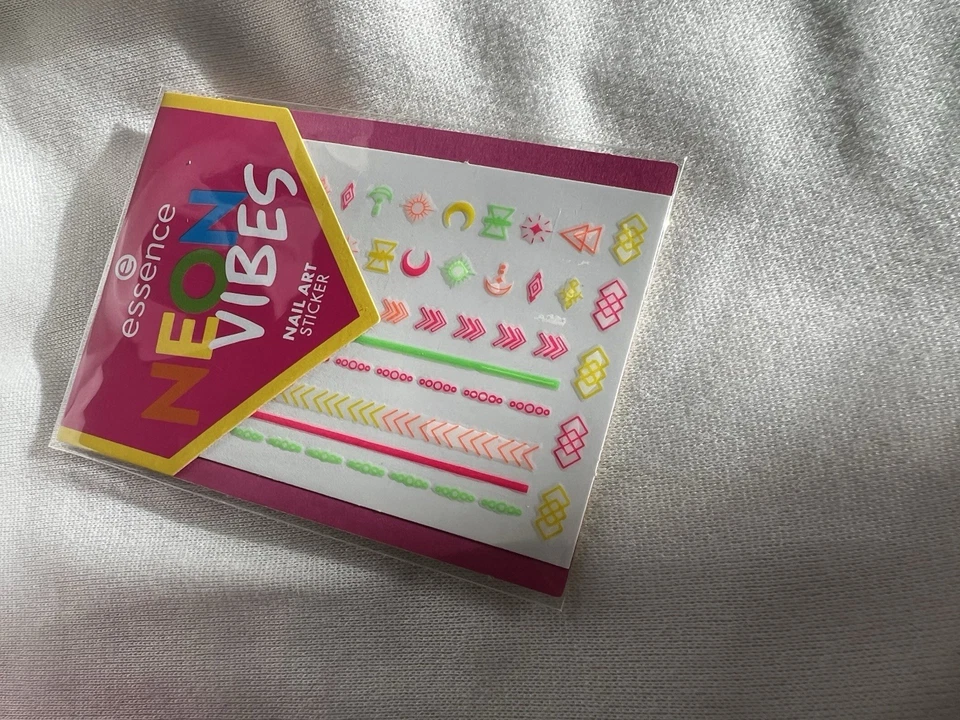 e
essence
NEON
VIBES
NAIL ART
STICKER